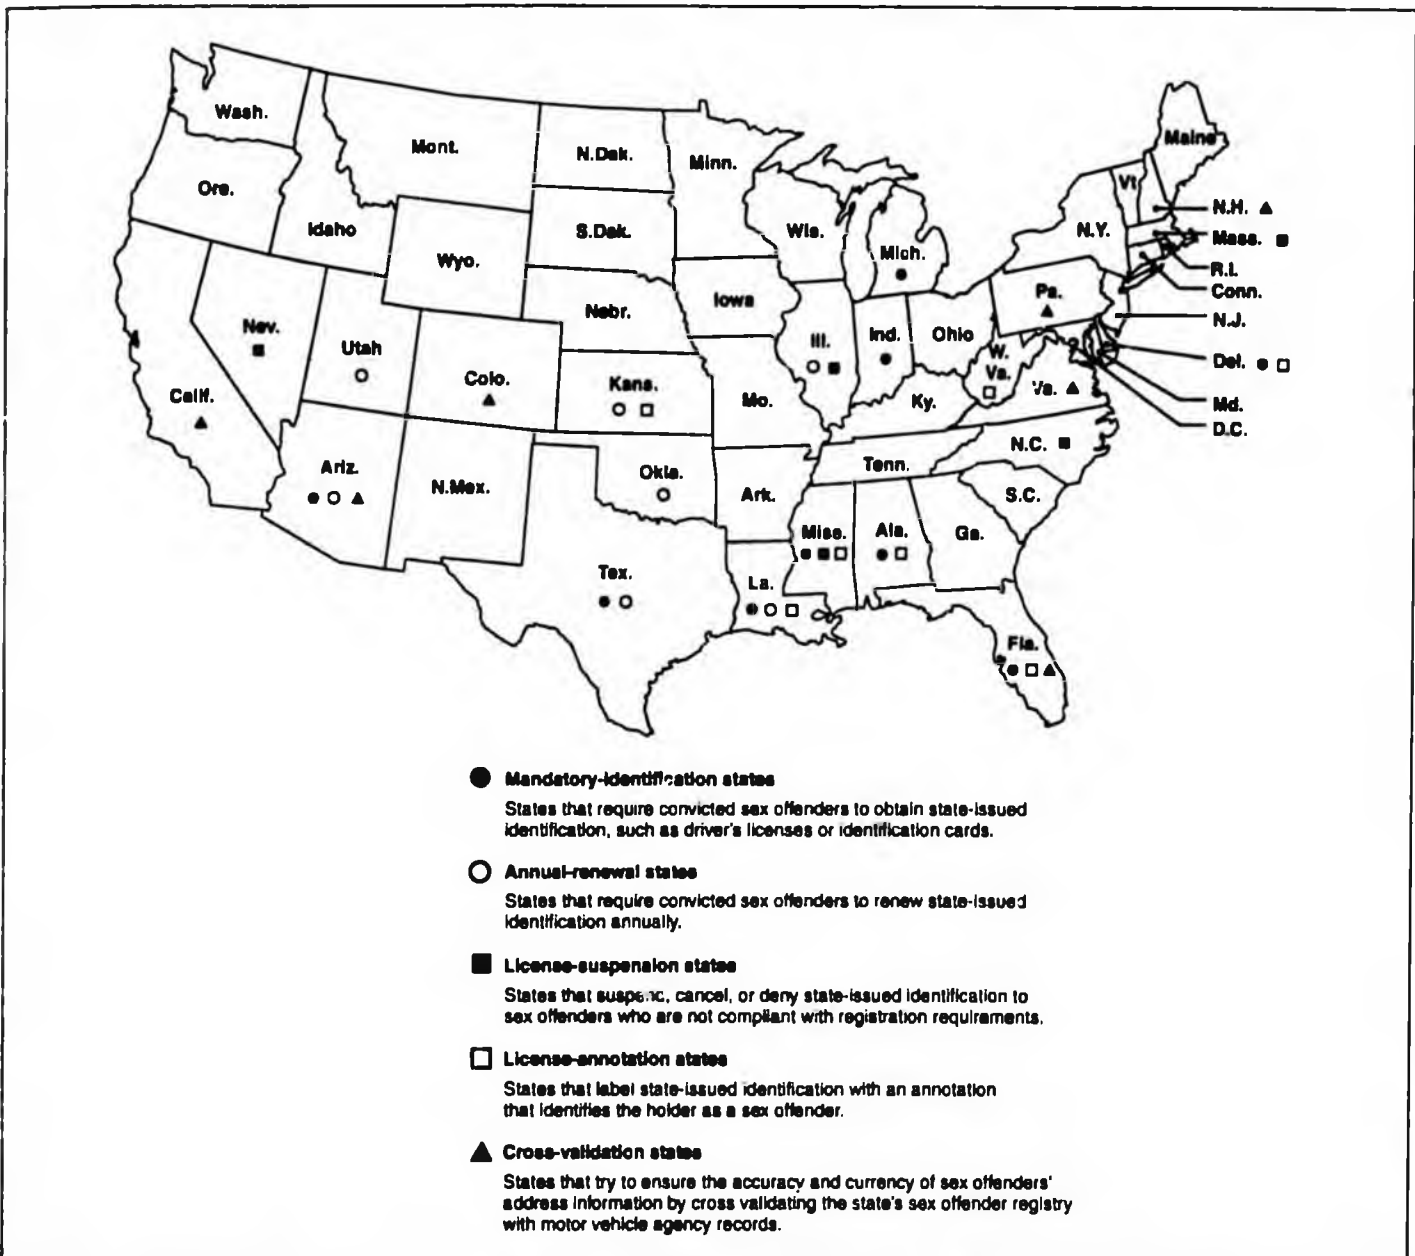 Wash.
Mont.
N.Dak.
Minn.
Maine
Ore.
Idaho
S.Dak.
Wis.
Mich.
Vt
N.Y.
N.H.
Mass.
R.I.
Conn.
N.J.
Del.
Md.
D.C.
Wyo.
Nebr.
Iowa
Pa.
Nev.
Utah
Colo.
Kans.
Mo.
Ill.
Ind.
Ohio
W.
Va.
Va.
Ky.
Calif.
Ariz.
N.Mex.
Okla.
Ark.
Tenn.
N.C.
S.C.
Tex.
La.
Miss.
Ala.
Ga.
Fla.
Mandatory-identification states
States that require convicted sex offenders to obtain state-issued
identification, such as driver's licenses or identification cards.
Annual-renewal states
States that require convicted sex offenders to renew state-issued
identification annually.
License-suspension states
States that suspend, cancel, or deny state-issued identification to
sex offenders who are not compliant with registration requirements.
License-annotation states
States that label state-issued identification with an annotation
that identifies the holder as a sex offender.
Cross-validation states
States that try to ensure the accuracy and currency of sex offenders'
address information by cross validating the state's sex offender registry
with motor vehicle agency records.